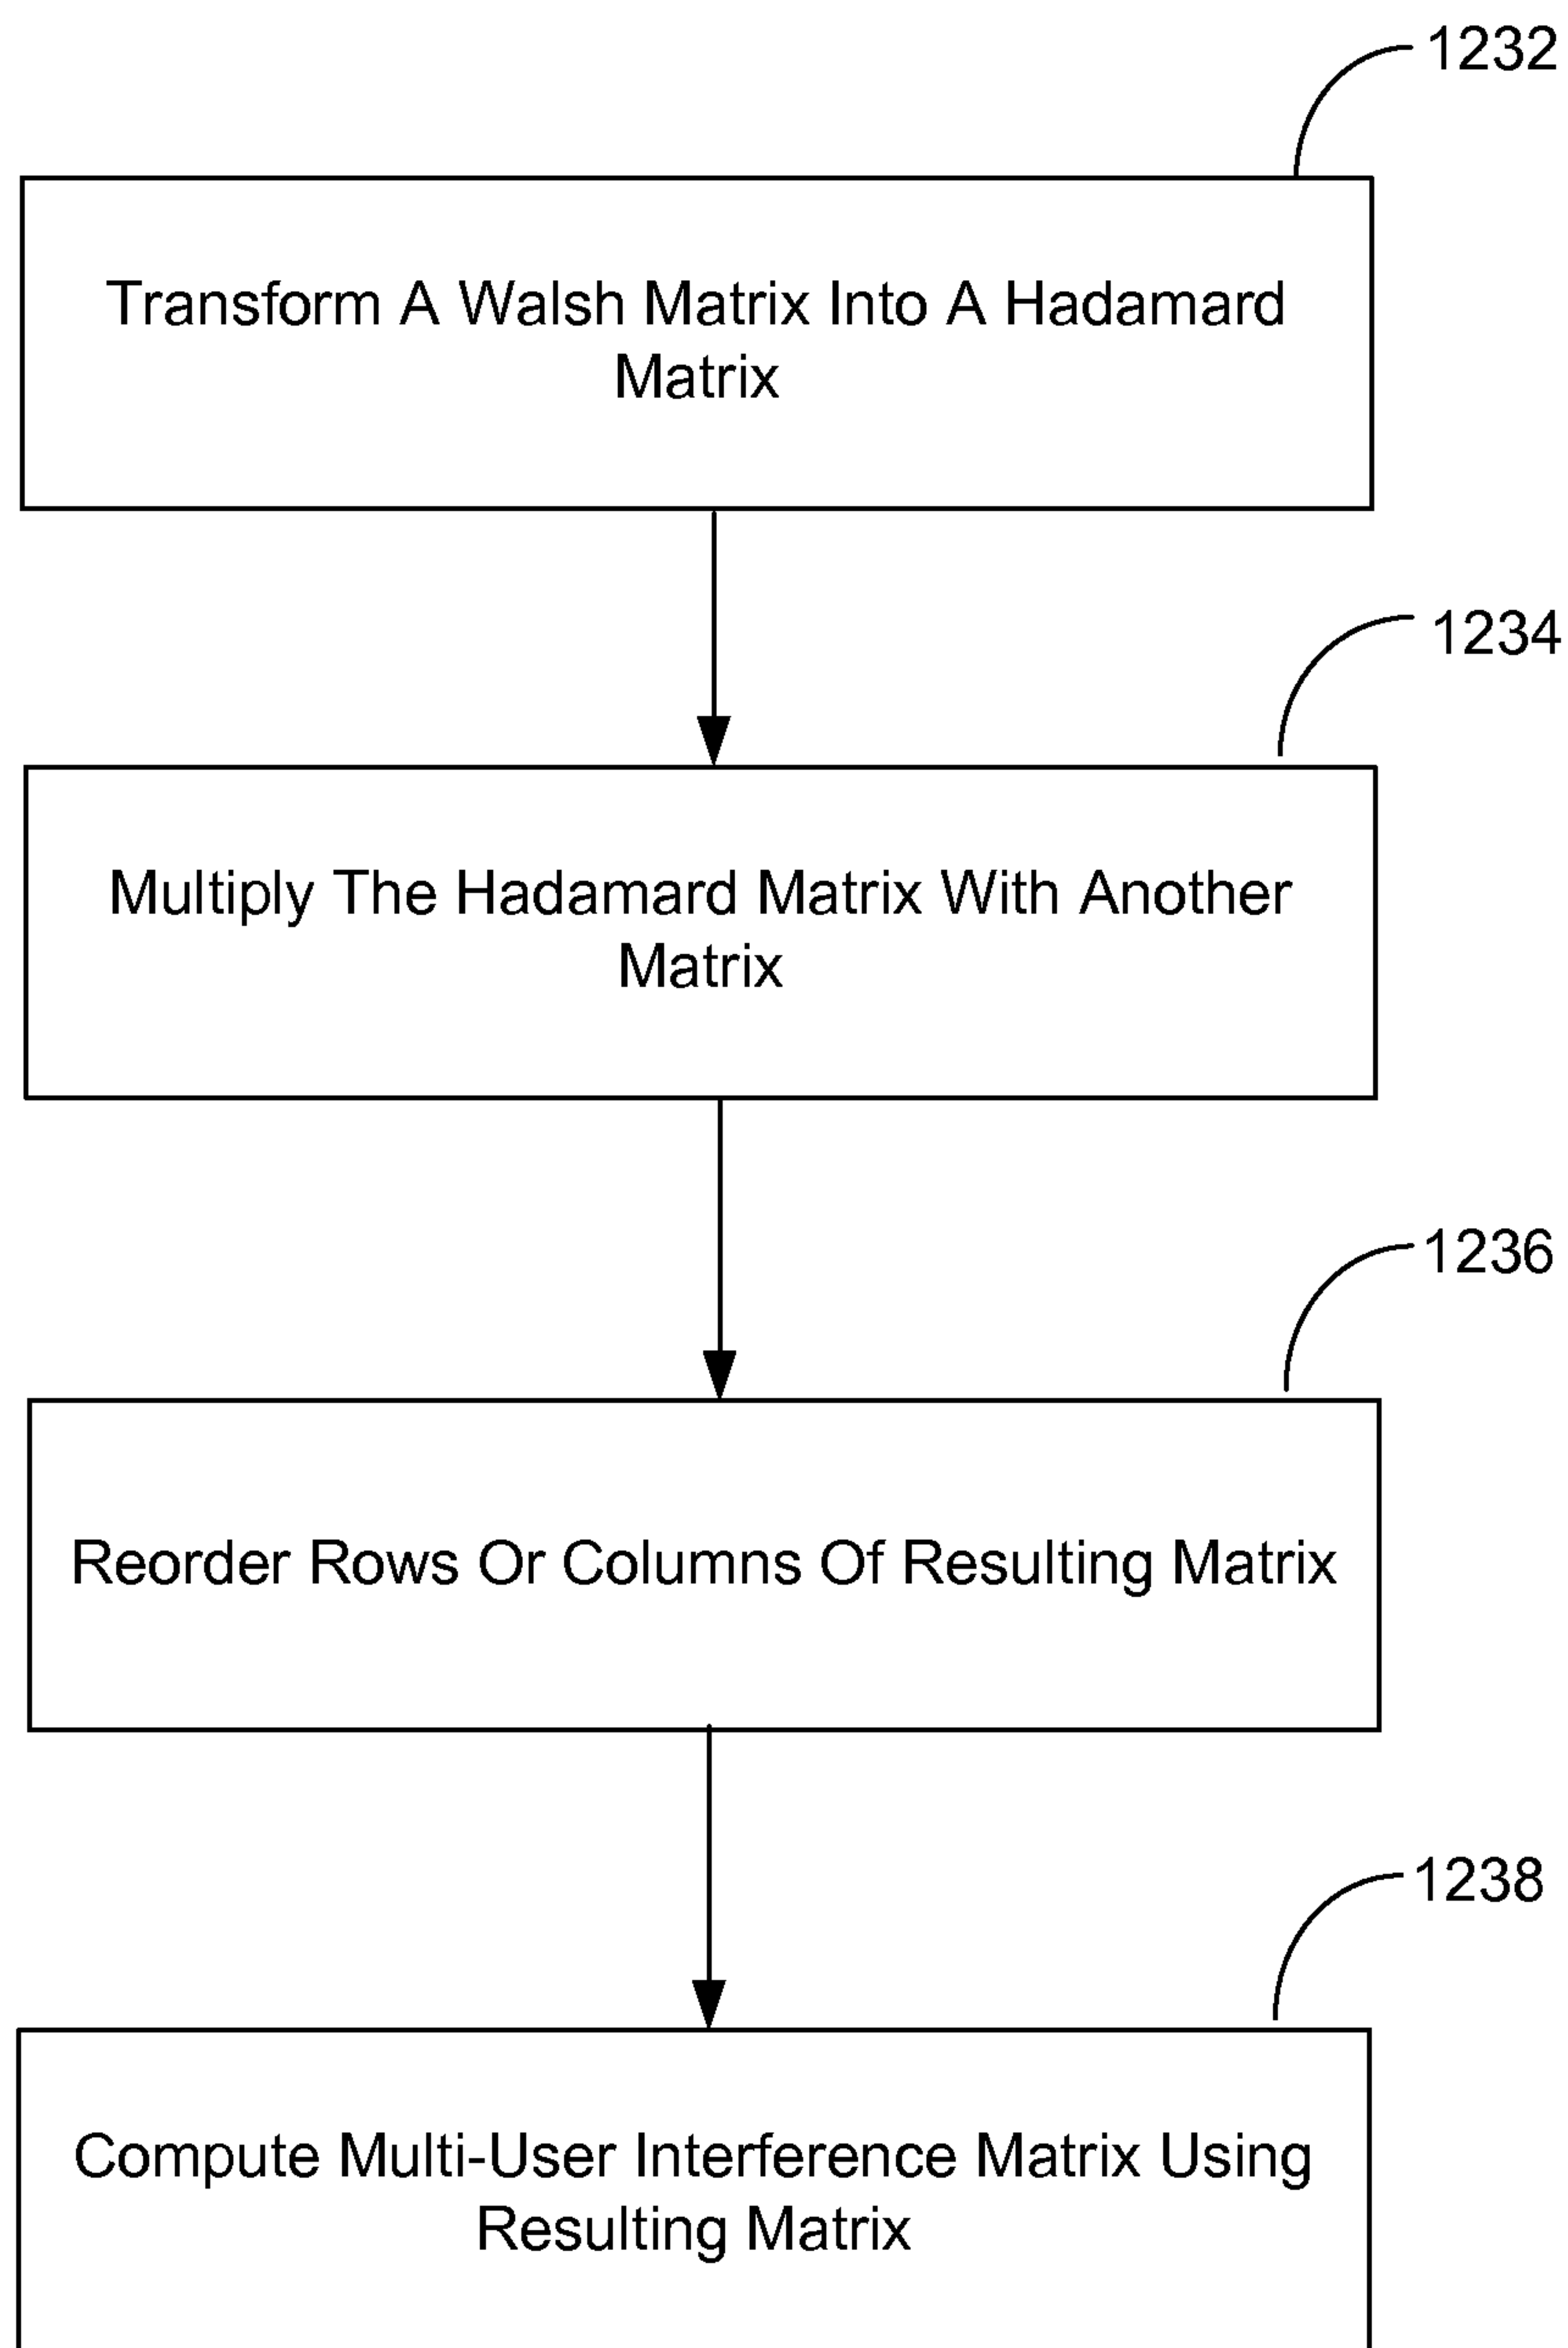 1232
Transform A Walsh Matrix Into A Hadamard
Matrix
1234
Multiply The Hadamard Matrix With Another
Matrix
1236
Reorder Rows Or Columns Of Resulting Matrix
1238
Compute Multi-User Interference Matrix Using
Resulting Matrix